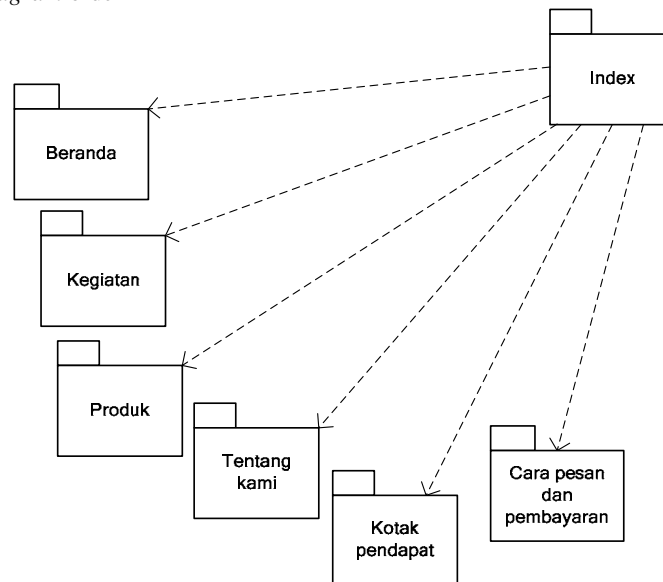 Index
Beranda
Kegiatan
Produk
Tentang
kami
Kotak
pendapat
Cara pesan
dan
pembayaran